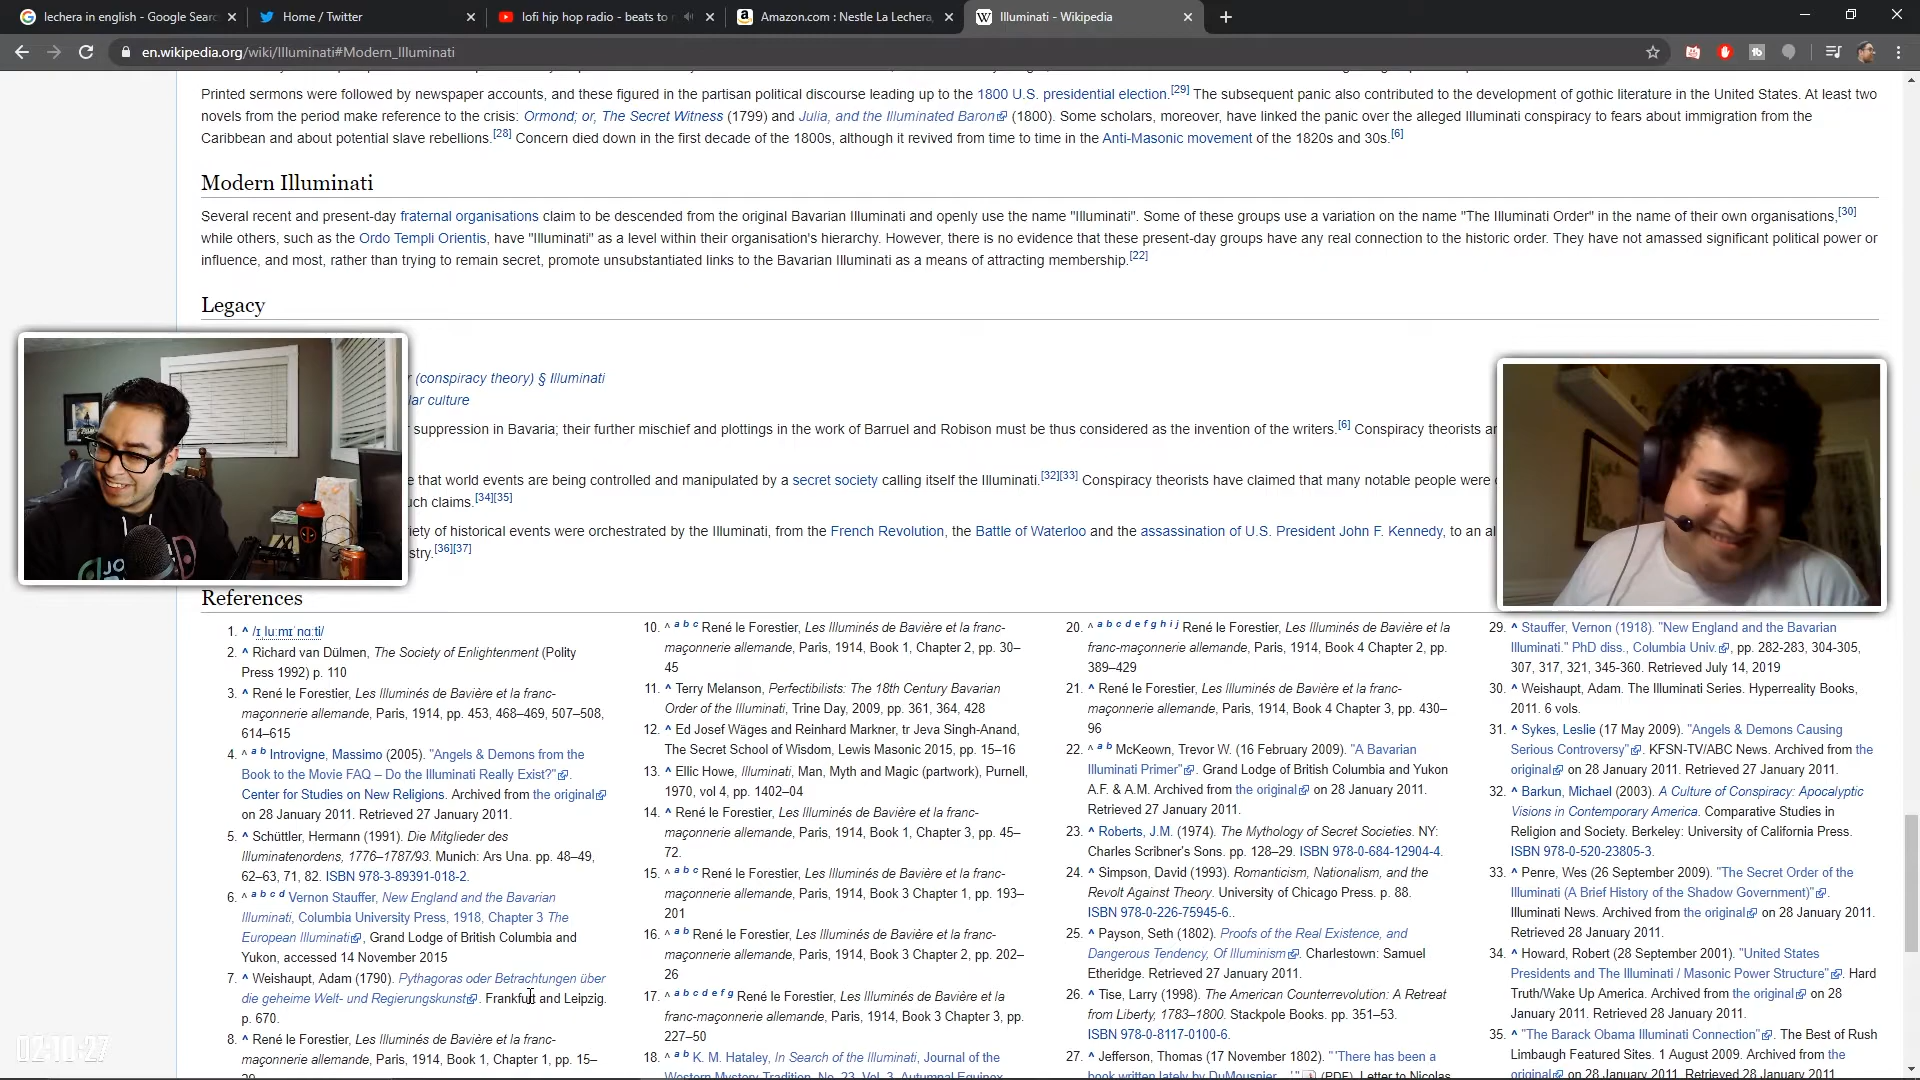 lechera in english - Google Sear
Home / Twitter
lofi hip hop radio - beats to r
Amazon.com : Nestle La Lechera,
Illuminati - Wikipedia
en.wikipedia.org/wiki/Illuminati#Modern_Illuminati
Printed sermons were followed by newspaper accounts, and these figured in the partisan political discourse leading up to the 1800 U.S. presidential election.[29] The subsequent panic also contributed to the development of gothic literature in the United States. At least two
novels from the period make reference to the crisis: Ormond; or, The Secret Witness (1799) and Julia, and the Illuminated Baron (1800). Some scholars, moreover, have linked the panic over the alleged Illuminati conspiracy to fears about immigration from the
Caribbean and about potential slave rebellions.[28] Concern died down in the first decade of the 1800s, although it revived from time to time in the Anti-Masonic movement of the 1820s and 30s.[6]
Modern Illuminati
Several recent and present-day fraternal organisations claim to be descended from the original Bavarian Illuminati and openly use the name "Illuminati". Some of these groups use a variation on the name "The Illuminati Order" in the name of their own organisations,[30]
while others, such as the Ordo Templi Orientis, have "Illuminati" as a level within their organisation's hierarchy. However, there is no evidence that these present-day groups have any real connection to the historic order. They have not amassed significant political power or
influence, and most, rather than trying to remain secret, promote unsubstantiated links to the Bavarian Illuminati as a means of attracting membership.[22]
Legacy
r (conspiracy theory) § Illuminati
lar culture
r suppression in Bavaria; their further mischief and plottings in the work of Barruel and Robison must be thus considered as the invention of the writers.[6] Conspiracy theorists ar
e that world events are being controlled and manipulated by a secret society calling itself the Illuminati.[32][33] Conspiracy theorists have claimed that many notable people were
uch claims.[34][35]
iety of historical events were orchestrated by the Illuminati, from the French Revolution, the Battle of Waterloo and the assassination of U.S. President John F. Kennedy, to an al
stry.[36][37]
References
1. ^ /ɪˌluːmɪˈnɑːti/
2. ^ Richard van Dülmen, The Society of Enlightenment (Polity
Press 1992) p. 110
3. ^ René le Forestier, Les Illuminés de Bavière et la franc-
maçonnerie allemande, Paris, 1914, pp. 453, 468–469, 507–508,
614–615
4. ^ a b Introvigne, Massimo (2005). "Angels & Demons from the
Book to the Movie FAQ – Do the Illuminati Really Exist?".
Center for Studies on New Religions. Archived from the original
on 28 January 2011. Retrieved 27 January 2011.
5. ^ Schüttler, Hermann (1991). Die Mitglieder des
Illuminatenordens, 1776–1787/93. Munich: Ars Una. pp. 48–49,
62–63, 71, 82. ISBN 978-3-89391-018-2.
6. ^ a b c d Vernon Stauffer, New England and the Bavarian
Illuminati, Columbia University Press, 1918, Chapter 3 The
European Illuminati, Grand Lodge of British Columbia and
Yukon, accessed 14 November 2015
7. ^ Weishaupt, Adam (1790). Pythagoras oder Betrachtungen über
die geheime Welt- und Regierungskunst. Frankfurt and Leipzig.
p. 670.
8. ^ René le Forestier, Les Illuminés de Bavière et la franc-
maçonnerie allemande, Paris, 1914, Book 1, Chapter 1, pp. 15–
29
10. ^ a b c René le Forestier, Les Illuminés de Bavière et la franc-
maçonnerie allemande, Paris, 1914, Book 1, Chapter 2, pp. 30–
45
11. ^ Terry Melanson, Perfectibilists: The 18th Century Bavarian
Order of the Illuminati, Trine Day, 2009, pp. 361, 364, 428
12. ^ Ed Josef Wäges and Reinhard Markner, tr Jeva Singh-Anand,
The Secret School of Wisdom, Lewis Masonic 2015, pp. 15–16
13. ^ Ellic Howe, Illuminati, Man, Myth and Magic (partwork), Purnell,
1970, vol 4, pp. 1402–04
14. ^ René le Forestier, Les Illuminés de Bavière et la franc-
maçonnerie allemande, Paris, 1914, Book 1, Chapter 3, pp. 45–
72.
15. ^ a b c René le Forestier, Les Illuminés de Bavière et la franc-
maçonnerie allemande, Paris, 1914, Book 3 Chapter 1, pp. 193–
201
16. ^ a b René le Forestier, Les Illuminés de Bavière et la franc-
maçonnerie allemande, Paris, 1914, Book 3 Chapter 2, pp. 202–
26
17. ^ a b c d e f g René le Forestier, Les Illuminés de Bavière et la
franc-maçonnerie allemande, Paris, 1914, Book 3 Chapter 3, pp.
227–50
18. ^ a b K. M. Hataley, In Search of the Illuminati, Journal of the
Western Mystery Tradition, No. 23, Vol. 3, Autumnal Equinox
20. ^ a b c d e f g h i j René le Forestier, Les Illuminés de Bavière et la
franc-maçonnerie allemande, Paris, 1914, Book 4 Chapter 2, pp.
389–429
21. ^ René le Forestier, Les Illuminés de Bavière et la franc-
maçonnerie allemande, Paris, 1914, Book 4 Chapter 3, pp. 430–
96
22. ^ a b McKeown, Trevor W. (16 February 2009). "A Bavarian
Illuminati Primer". Grand Lodge of British Columbia and Yukon
A.F. & A.M. Archived from the original on 28 January 2011.
Retrieved 27 January 2011.
23. ^ Roberts, J.M. (1974). The Mythology of Secret Societies. NY:
Charles Scribner's Sons. pp. 128–29. ISBN 978-0-684-12904-4.
24. ^ Simpson, David (1993). Romanticism, Nationalism, and the
Revolt Against Theory. University of Chicago Press. p. 88.
ISBN 978-0-226-75945-6..
25. ^ Payson, Seth (1802). Proofs of the Real Existence, and
Dangerous Tendency, Of Illuminism. Charlestown: Samuel
Etheridge. Retrieved 27 January 2011.
26. ^ Tise, Larry (1998). The American Counterrevolution: A Retreat
from Liberty, 1783–1800. Stackpole Books. pp. 351–53.
ISBN 978-0-8117-0100-6.
27. ^ Jefferson, Thomas (17 November 1802). "'There has been a
book written lately by DuMousnier ...'" (PDF). Letter to Nicolas
29. ^ Stauffer, Vernon (1918). "New England and the Bavarian
Illuminati." PhD diss., Columbia Univ., pp. 282-283, 304-305,
307, 317, 321, 345-360. Retrieved July 14, 2019
30. ^ Weishaupt, Adam. The Illuminati Series. Hyperreality Books,
2011. 6 vols.
31. ^ Sykes, Leslie (17 May 2009). "Angels & Demons Causing
Serious Controversy". KFSN-TV/ABC News. Archived from the
original on 28 January 2011. Retrieved 27 January 2011.
32. ^ Barkun, Michael (2003). A Culture of Conspiracy: Apocalyptic
Visions in Contemporary America. Comparative Studies in
Religion and Society. Berkeley: University of California Press.
ISBN 978-0-520-23805-3.
33. ^ Penre, Wes (26 September 2009). "The Secret Order of the
Illuminati (A Brief History of the Shadow Government)".
Illuminati News. Archived from the original on 28 January 2011.
Retrieved 28 January 2011.
34. ^ Howard, Robert (28 September 2001). "United States
Presidents and The Illuminati / Masonic Power Structure". Hard
Truth/Wake Up America. Archived from the original on 28
January 2011. Retrieved 28 January 2011.
35. ^ "The Barack Obama Illuminati Connection". The Best of Rush
Limbaugh Featured Sites. 1 August 2009. Archived from the
original on 28 January 2011. Retrieved 28 January 2011.
02:10:27